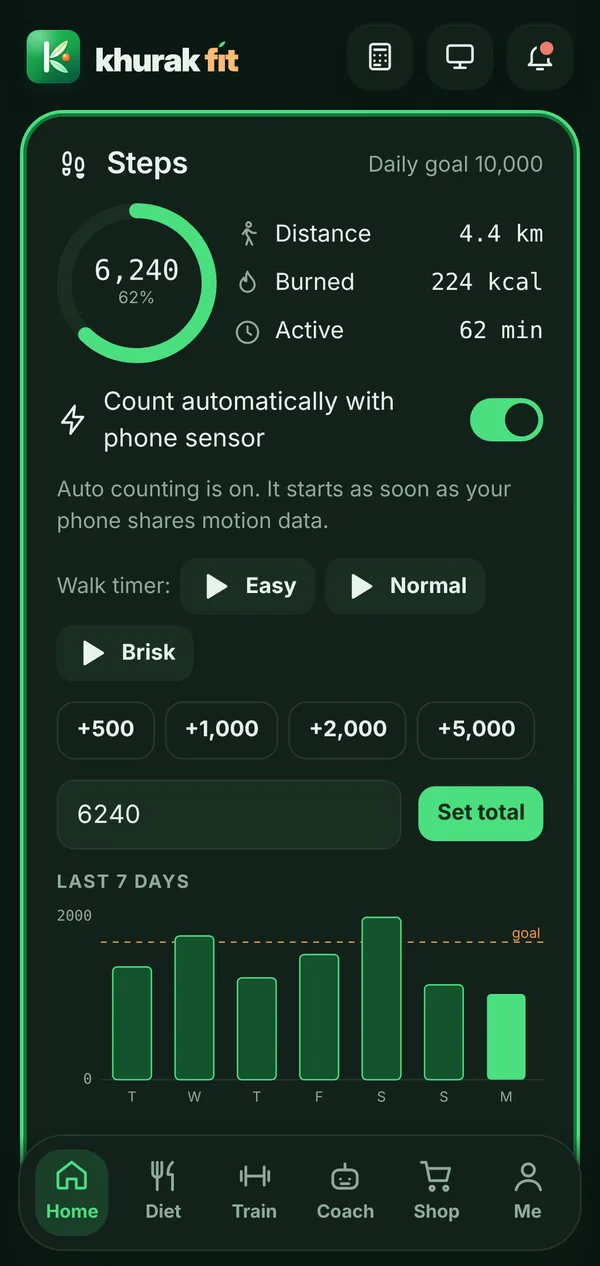 khurak fit
Steps
Daily goal 10,000
6,240
62%
Distance 4.4 km
Burned 224 kcal
Active 62 min
Count automatically with
phone sensor
Auto counting is on. It starts as soon as your
phone shares motion data.
Walk timer: Easy Normal
Brisk
+500 +1,000 +2,000 +5,000
6240 Set total
LAST 7 DAYS
2000
goal
0
T W T F S S M
Home Diet Train Coach Shop Me